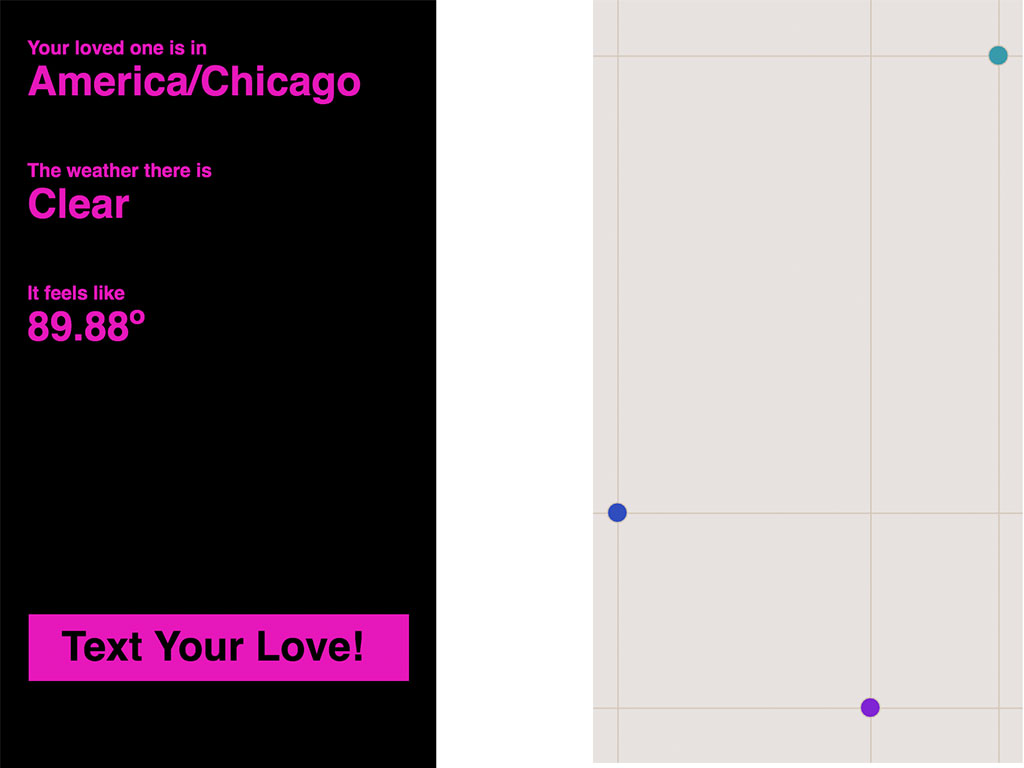 Your loved one is in
America/Chicago
The weather there is
Clear
It feels like
89.88º
Text Your Love!